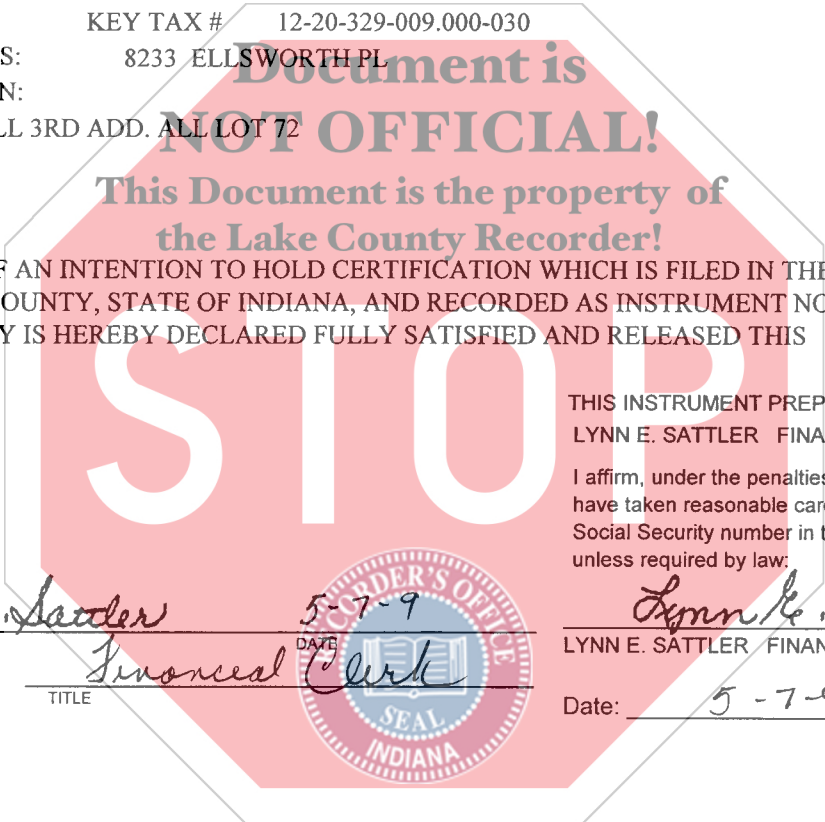 KEY TAX # 12-20-329-009.000-030
S: 8233 ELLSWORTH PL
N:
LL 3RD ADD. ALL LOT 72
Document is
NOT OFFICIAL!
This Document is the property of
the Lake County Recorder!
F AN INTENTION TO HOLD CERTIFICATION WHICH IS FILED IN THE
OUNTY, STATE OF INDIANA, AND RECORDED AS INSTRUMENT NO
Y IS HEREBY DECLARED FULLY SATISFIED AND RELEASED THIS
STOP
THIS INSTRUMENT PREP
LYNN E. SATTLER FINA
I affirm, under the penalties
have taken reasonable car
Social Security number in t
unless required by law:
. Sattler 5-7-9
DATE
Financial Clerk
TITLE
Lynn E.
LYNN E. SATTLER FINAN
Date: 5-7-
RECORDER'S OFFICE
SEAL
INDIANA